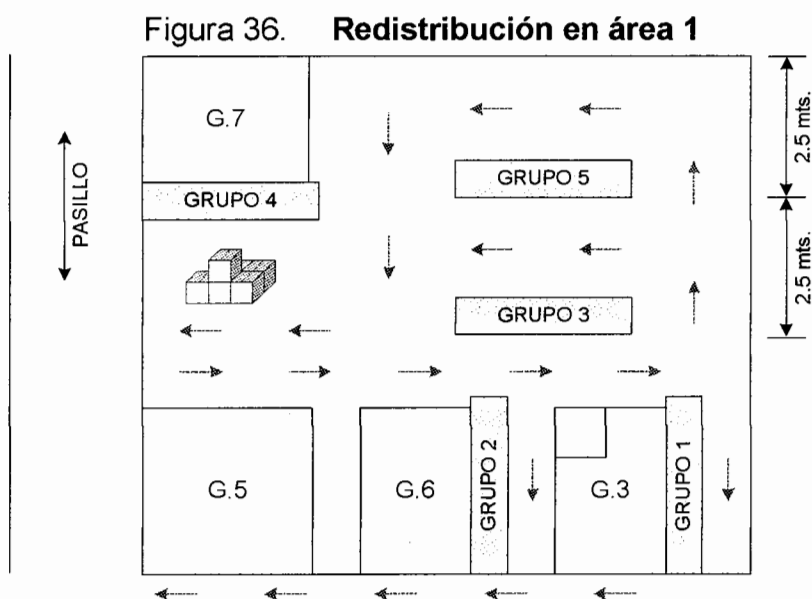 Figura 36. Redistribución en área 1
G.7
2.5 mts.
PASILLO
GRUPO 5
GRUPO 4
2.5 mts.
GRUPO 3
G.5
G.6
GRUPO 2
G.3
GRUPO 1